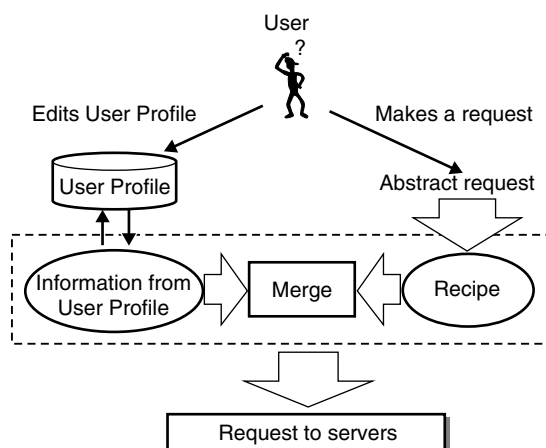 User
?
Edits User Profile
Makes a request
User Profile
Abstract request
Information from
User Profile
Merge
Recipe
Request to servers